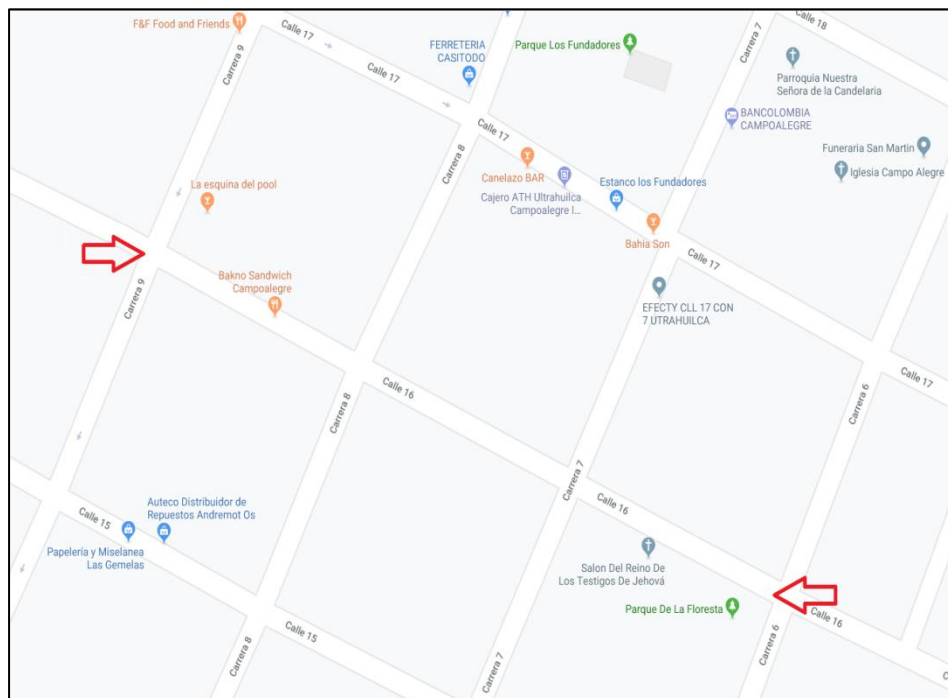 F&F Food and Friends
Calle 17
Calle 18
Carrera 7
Carrera 9
FERRETERIA
CASITODO
Parque Los Fundadores
Calle 17
Parroquia Nuestra
Señora de la Candelaria
BANCOLOMBIA
CAMPOALEGRE
Calle 17
Carrera 8
Funeraria San Martin
Iglesia Campo Alegre
Canelazo BAR
Cajero ATH Ultrahuilca
Campoalegre I...
Estanco los Fundadores
La esquina del pool
Bahía Son
Calle 17
Bakno Sandwich
Campoalegre
Carrera 9
EFECTY CLL 17 CON
7 UTRAHUILCA
Calle 16
Calle 17
Carrera 8
Carrera 6
Carrera 7
Calle 16
Auteco Distribuidor de
Repuestos Andremot Os
Calle 15
Papelería y Miselanea
Las Gemelas
Salon Del Reino De
Los Testigos De Jehová
Parque De La Floresta
Calle 16
Calle 15
Carrera 8
Carrera 7
Carrera 6